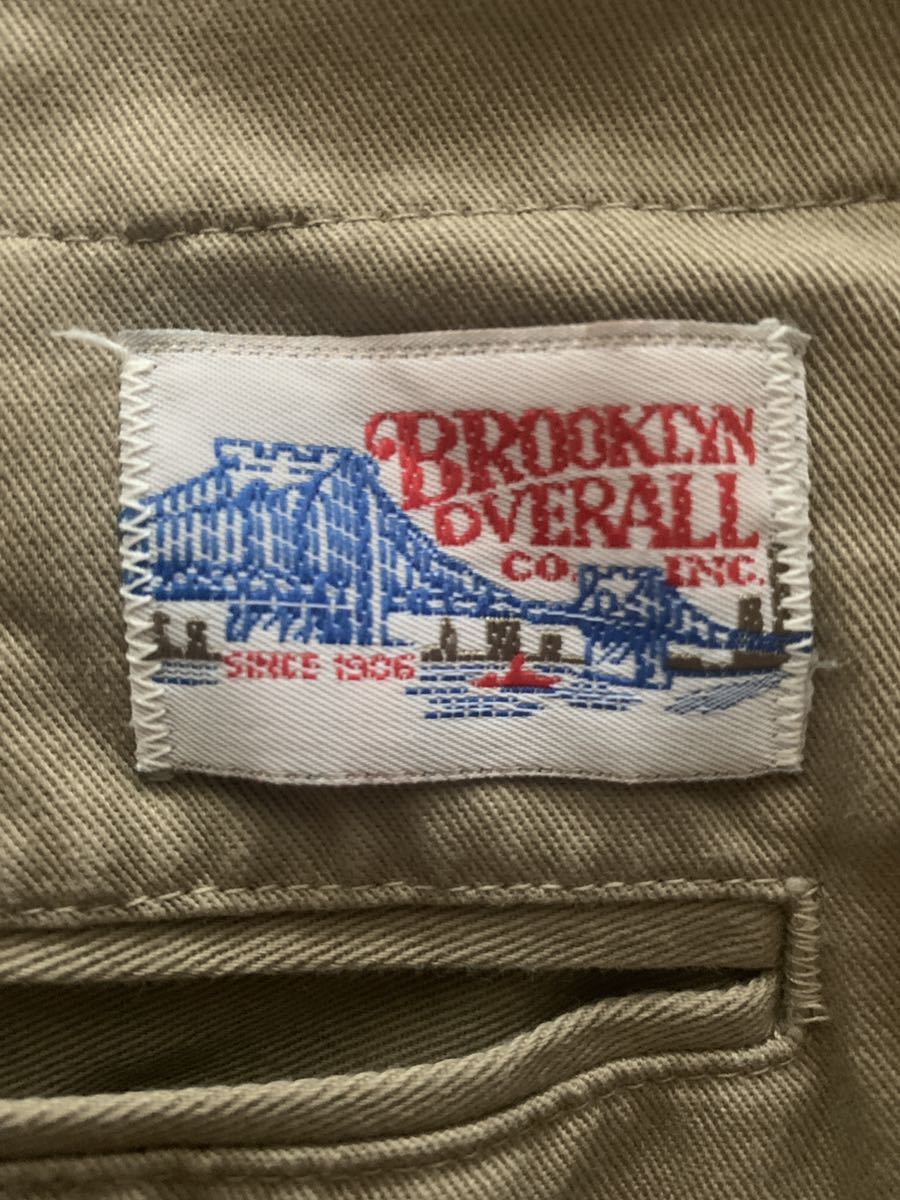 BROOKLYN
OVERALL
CO. INC.
SINCE 1906